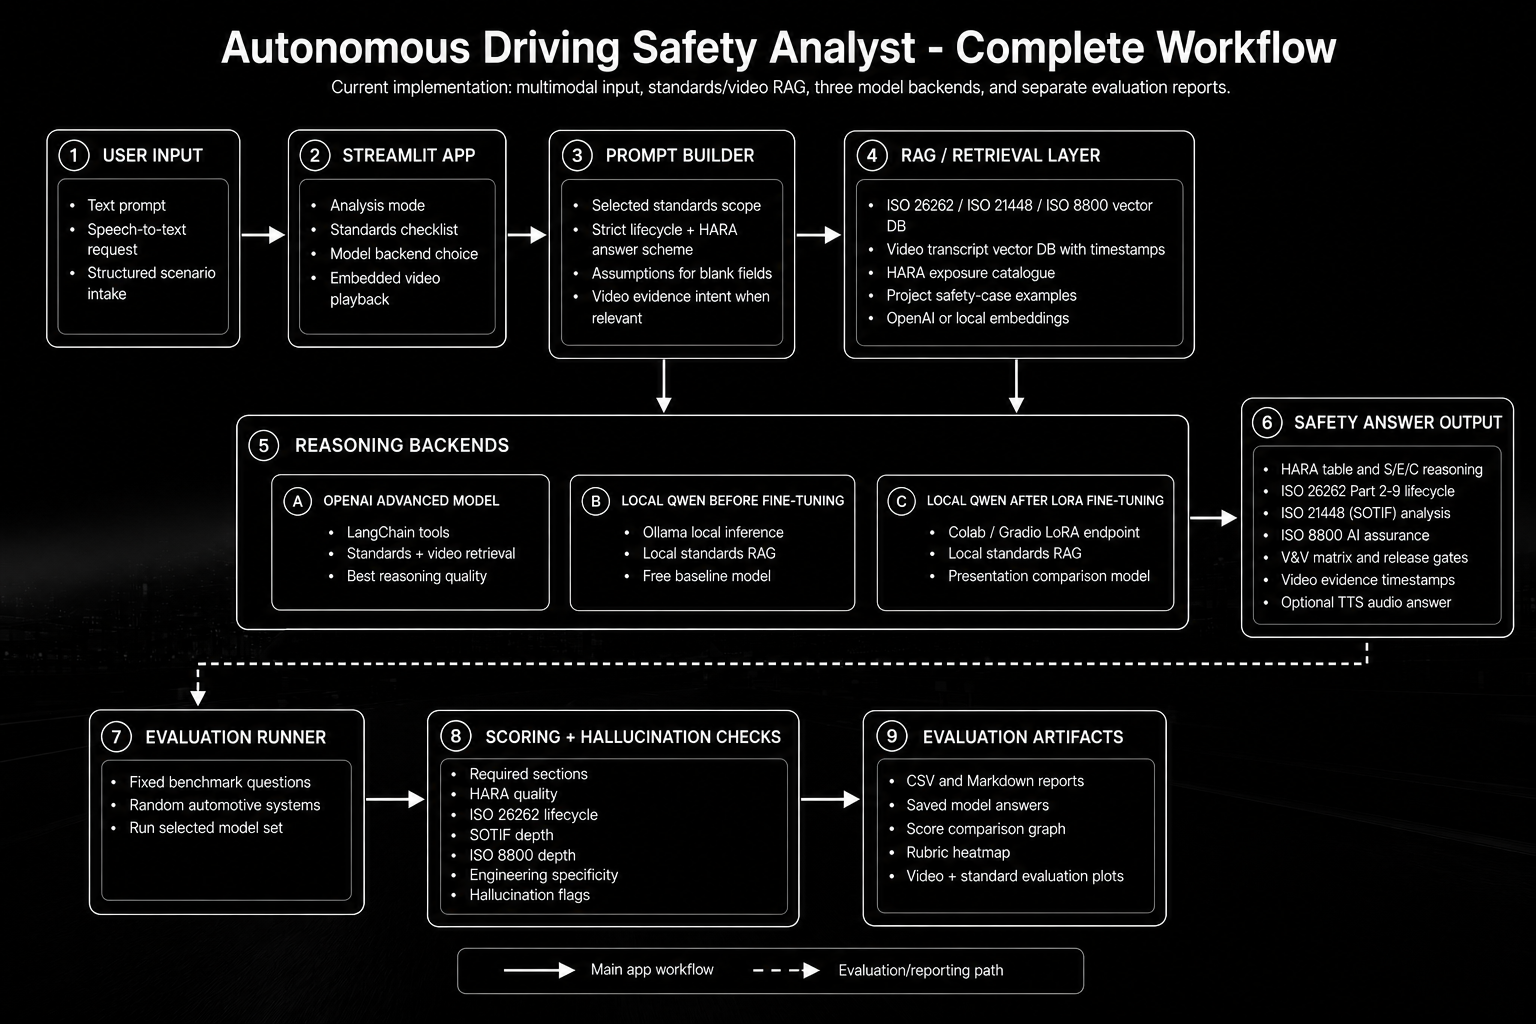 Autonomous Driving Safety Analyst - Complete Workflow
Current implementation: multimodal input, standards/video RAG, three model backends, and separate evaluation reports.
1 USER INPUT
• Text prompt
• Speech-to-text
request
• Structured scenario
intake
2 STREAMLIT APP
• Analysis mode
• Standards checklist
• Model backend choice
• Embedded video
playback
3 PROMPT BUILDER
• Selected standards scope
• Strict lifecycle + HARA
answer scheme
• Assumptions for blank fields
• Video evidence intent when
relevant
4 RAG / RETRIEVAL LAYER
• ISO 26262 / ISO 21448 / ISO 8800 vector
DB
• Video transcript vector DB with timestamps
• HARA exposure catalogue
• Project safety-case examples
• OpenAI or local embeddings
5 REASONING BACKENDS
A OPENAI ADVANCED MODEL
• LangChain tools
• Standards + video retrieval
• Best reasoning quality
B LOCAL QWEN BEFORE FINE-TUNING
• Ollama local inference
• Local standards RAG
• Free baseline model
C LOCAL QWEN AFTER LORA FINE-TUNING
• Colab / Gradio LoRA endpoint
• Local standards RAG
• Presentation comparison model
6 SAFETY ANSWER OUTPUT
• HARA table and S/E/C reasoning
• ISO 26262 Part 2-9 lifecycle
• ISO 21448 (SOTIF) analysis
• ISO 8800 AI assurance
• V&V matrix and release gates
• Video evidence timestamps
• Optional TTS audio answer
7 EVALUATION RUNNER
• Fixed benchmark questions
• Random automotive systems
• Run selected model set
8 SCORING + HALLUCINATION CHECKS
• Required sections
• HARA quality
• ISO 26262 lifecycle
• SOTIF depth
• ISO 8800 depth
• Engineering specificity
• Hallucination flags
9 EVALUATION ARTIFACTS
• CSV and Markdown reports
• Saved model answers
• Score comparison graph
• Rubric heatmap
• Video + standard evaluation plots
Main app workflow
Evaluation/reporting path